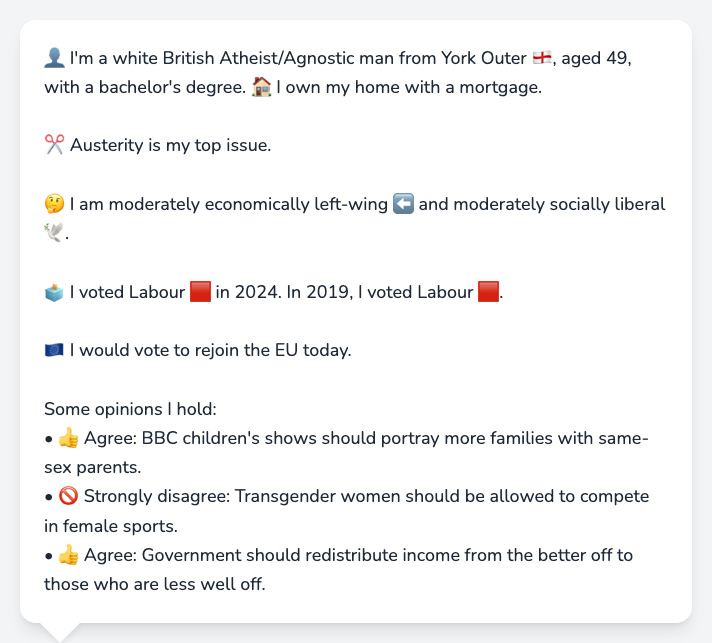 👤 I'm a white British Atheist/Agnostic man from York Outer 🏴󠁧󠁢󠁥󠁮󠁧󠁿, aged 49,
with a bachelor's degree. 🏠 I own my home with a mortgage.
✂️ Austerity is my top issue.
🤔 I am moderately economically left-wing ⬅️ and moderately socially liberal
🕊️.
🗳️ I voted Labour 🟥 in 2024. In 2019, I voted Labour 🟥.
🇪🇺 I would vote to rejoin the EU today.
Some opinions I hold:
• 👍 Agree: BBC children's shows should portray more families with same-
sex parents.
• 🚫 Strongly disagree: Transgender women should be allowed to compete
in female sports.
• 👍 Agree: Government should redistribute income from the better off to
those who are less well off.